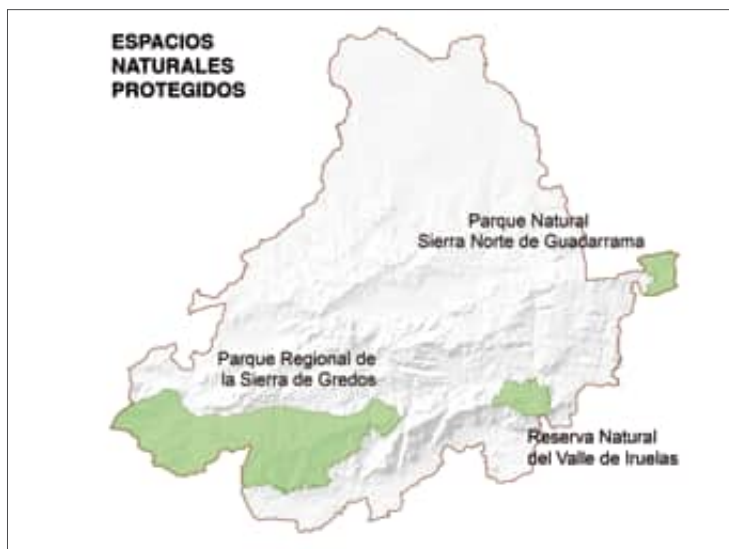 ESPACIOS
NATURALES
PROTEGIDOS
Parque Natural
Sierra Norte de Guadarrama
Parque Regional de
la Sierra de Gredos
Reserva Natural
del Valle de Iruelas